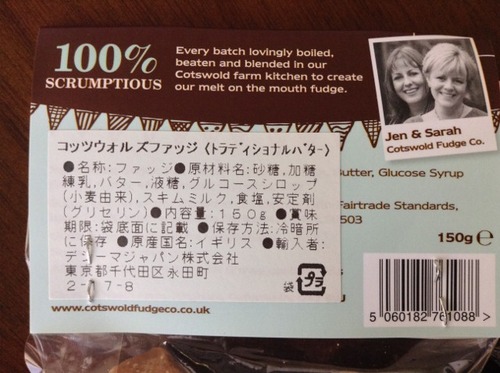 100%
SCRUMPTIOUS
Every batch lovingly boiled,
beaten and blended in our
Cotswold farm kitchen to create
our melt on the mouth fudge.
Jen & Sarah
Cotswold Fudge Co.
コッツウォルズファッジ〈トラディショナルバター〉
●名称:ファッジ●原材料名:砂糖,加糖
練乳,バター,液糖,グルコースシロップ
(小麦由来),スキムミルク,食塩,安定剤
(グリセリン)●内容量:150g●賞味
期限:袋底面に記載 ●保存方法:冷暗所
に保存 ●原産国名:イギリス●輸入者:
デジーマジャパン株式会社
東京都千代田区永田町
2-17-8
プラ
袋
Butter, Glucose Syrup
Fairtrade Standards,
503
150g e
www.cotswoldfudgeco.co.uk
5 060182 761088 >